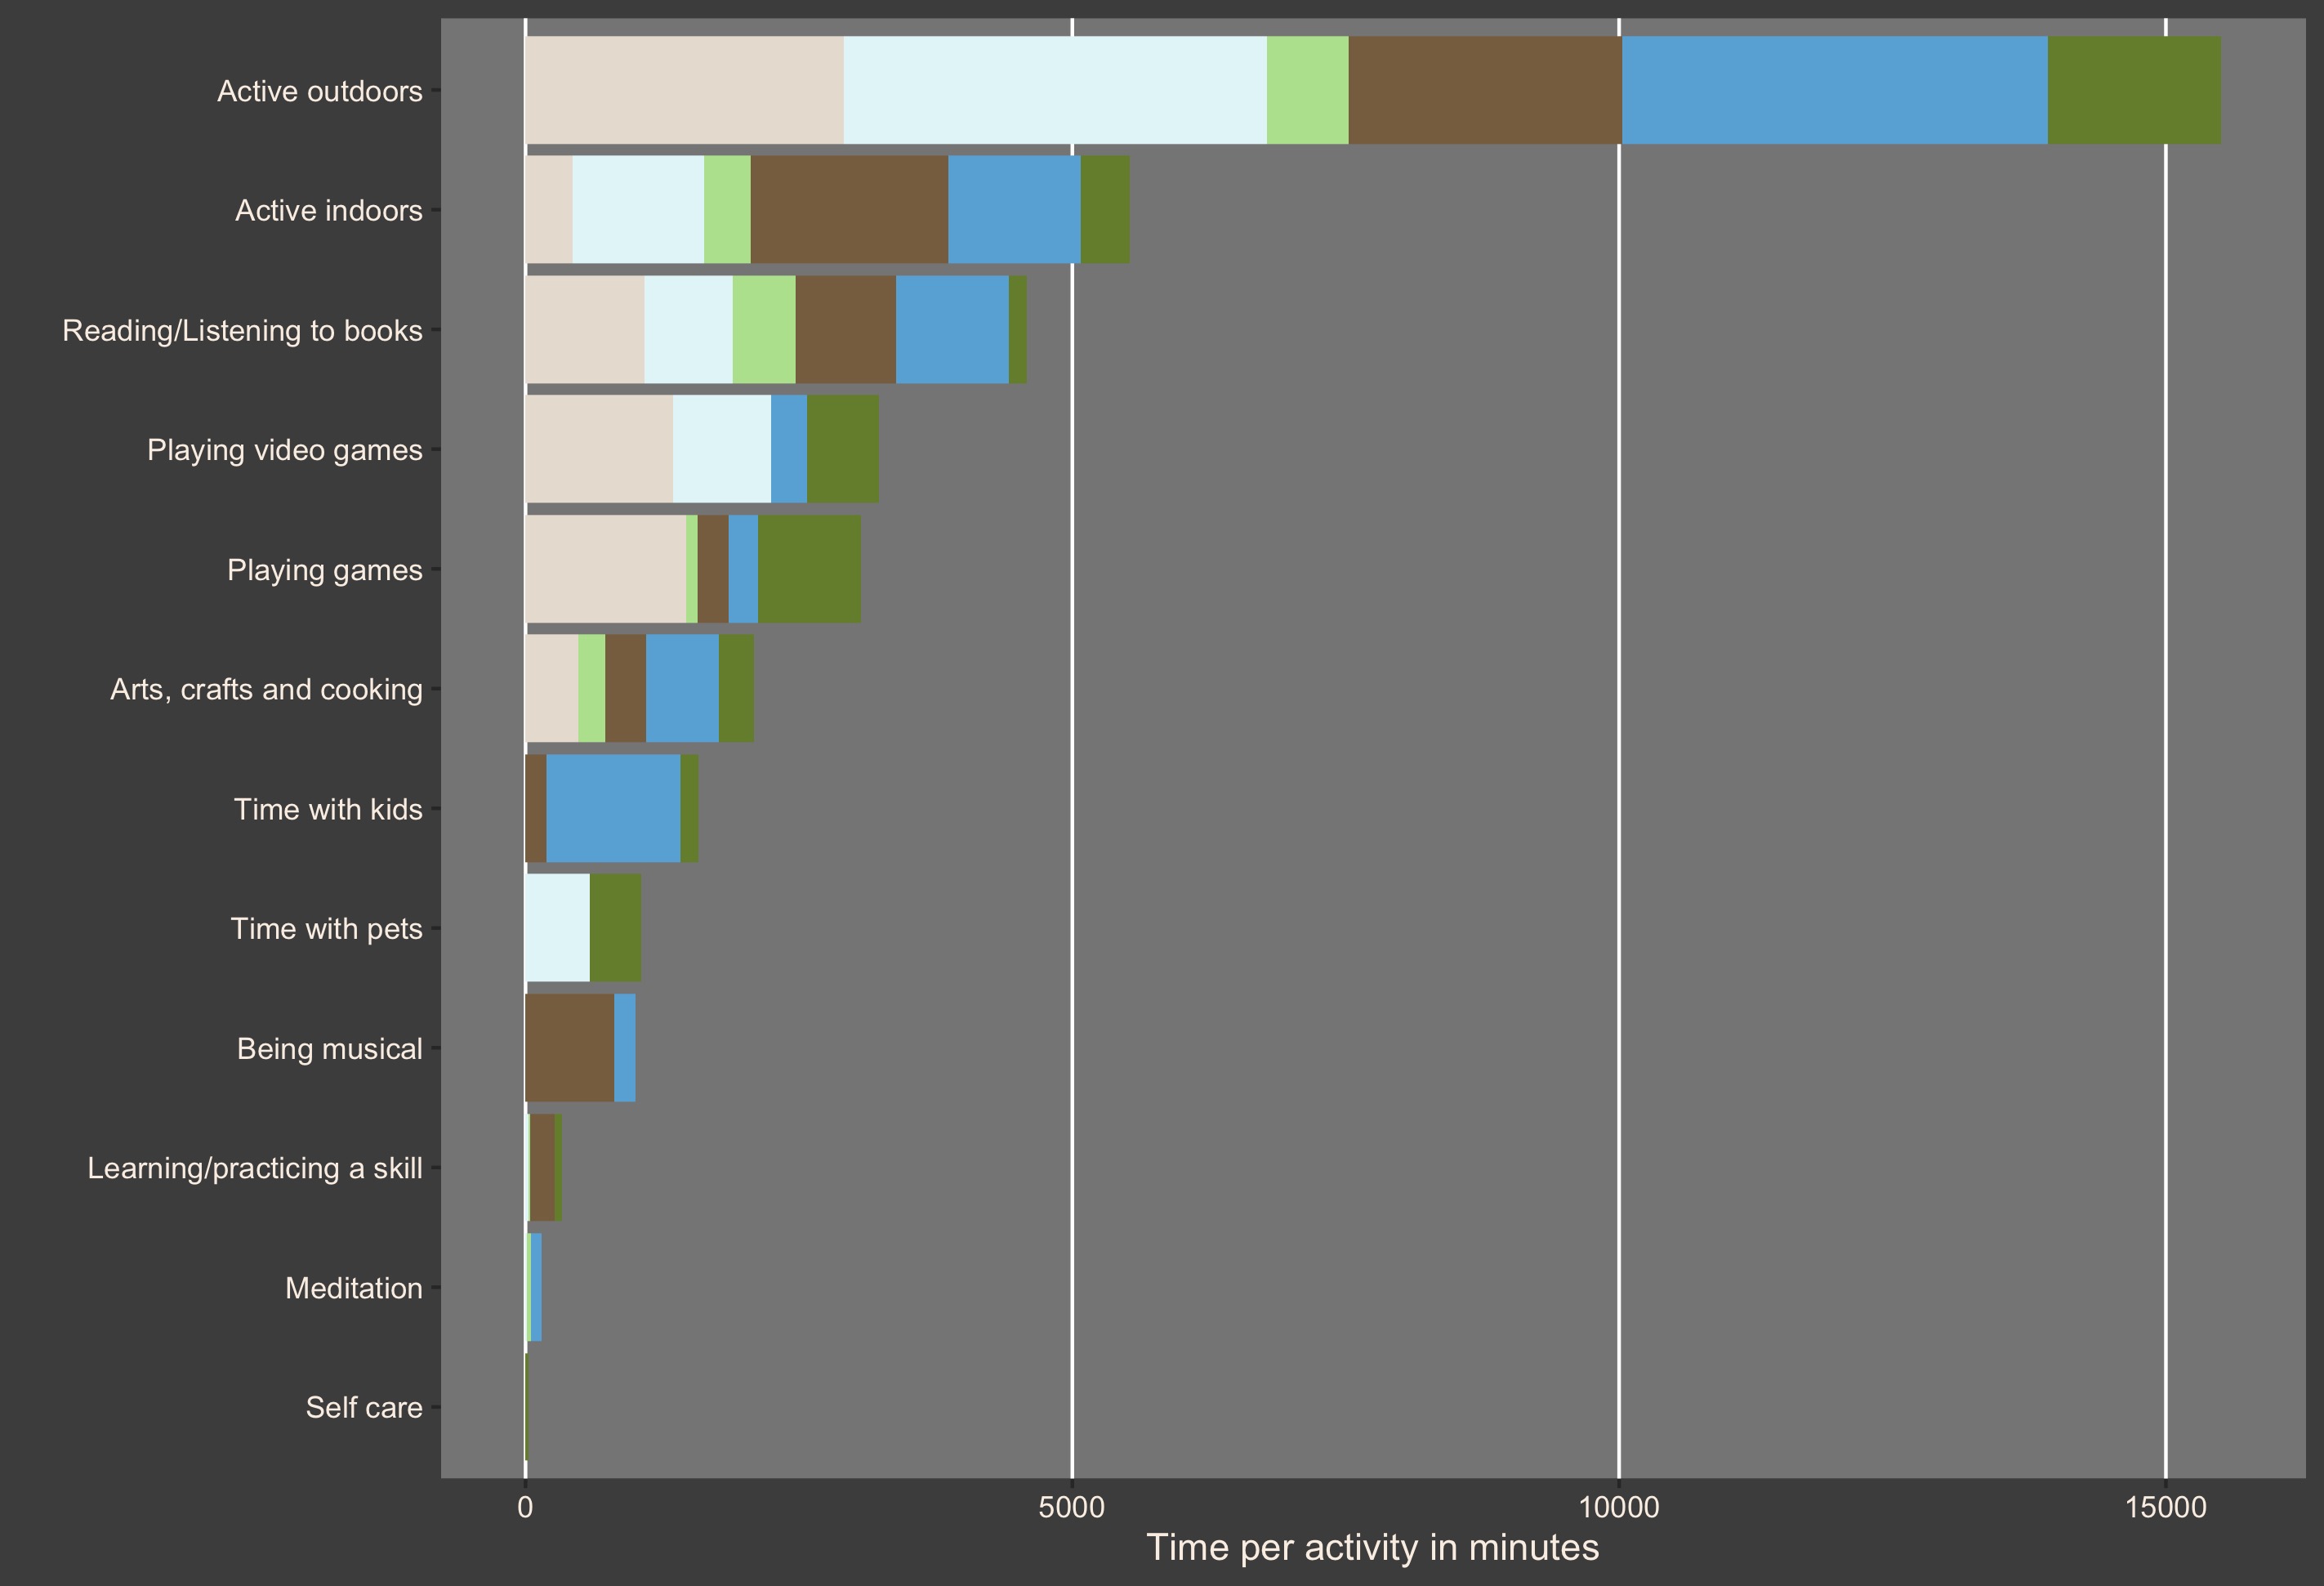 Active outdoors
Active indoors
Reading/Listening to books
Playing video games
Playing games
Arts, crafts and cooking
Time with kids
Time with pets
Being musical
Learning/practicing a skill
Meditation
Self care
0 5000 10000 15000
Time per activity in minutes